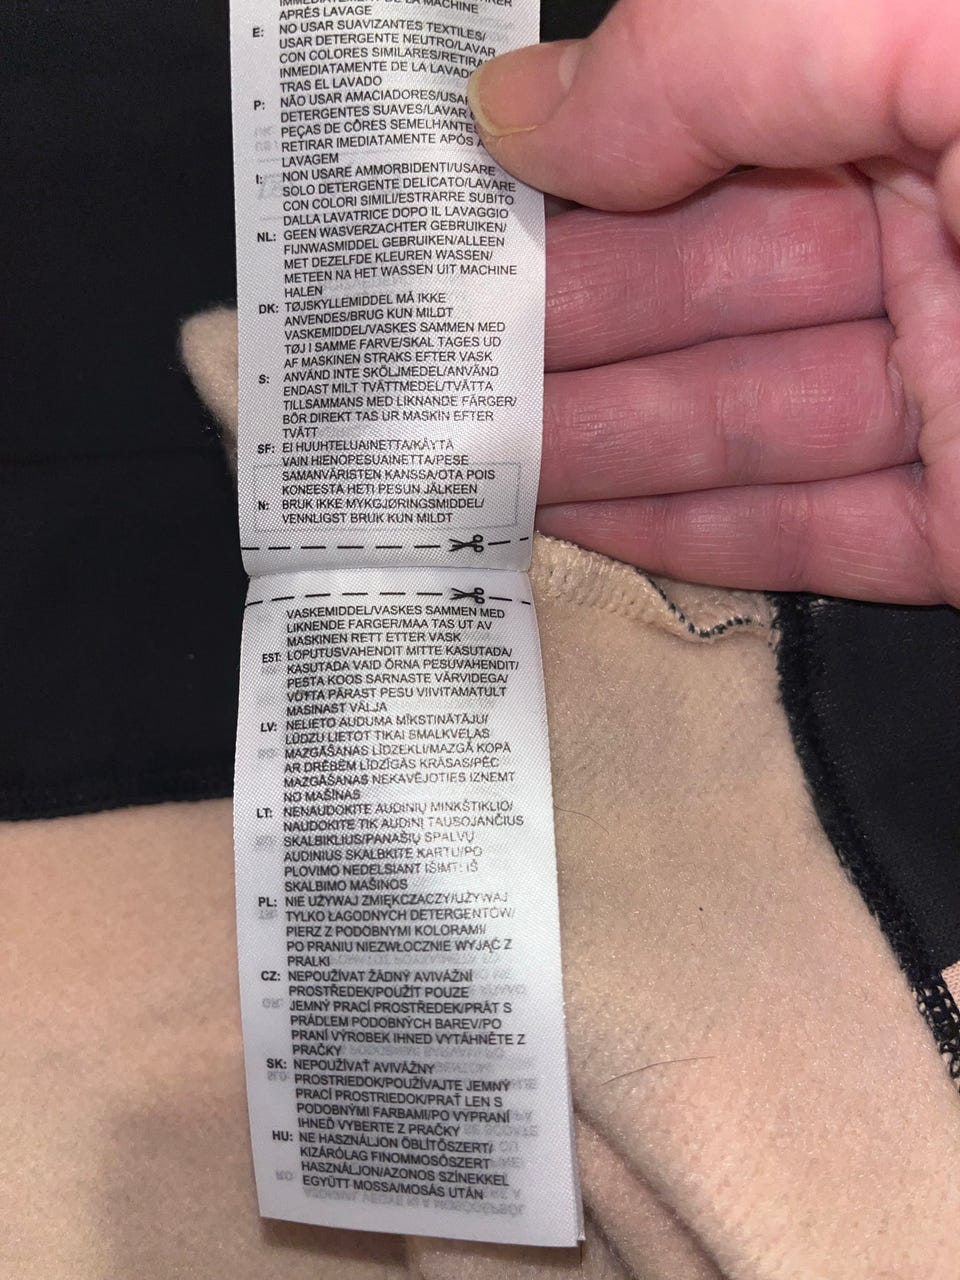 IMMÉDIATEMENT DE LA MACHINE
APRÈS LAVAGE
E: NO USAR SUAVIZANTES TEXTILES/
USAR DETERGENTE NEUTRO/LAVAR
CON COLORES SIMILARES/RETIRAR
INMEDIATAMENTE DE LA LAVADO
TRAS EL LAVADO
P: NÃO USAR AMACIADORES/USAR
DETERGENTES SUAVES/LAVAR
PEÇAS DE CÔRES SEMELHANTES
RETIRAR IMEDIATAMENTE APÓS A
LAVAGEM
I: NON USARE AMMORBIDENTI/USARE
SOLO DETERGENTE DELICATO/LAVARE
CON COLORI SIMILI/ESTRARRE SUBITO
DALLA LAVATRICE DOPO IL LAVAGGIO
NL: GEEN WASVERZACHTER GEBRUIKEN/
FIJNWASMIDDEL GEBRUIKEN/ALLEEN
MET DEZELFDE KLEUREN WASSEN/
METEEN NA HET WASSEN UIT MACHINE
HALEN
DK: TØJSKYLLEMIDDEL MÅ IKKE
ANVENDES/BRUG KUN MILDT
VASKEMIDDEL/VASKES SAMMEN MED
TØJ I SAMME FARVE/SKAL TAGES UD
AF MASKINEN STRAKS EFTER VASK
S: ANVÄND INTE SKÖLJMEDEL/ANVÄND
ENDAST MILT TVÄTTMEDEL/TVÄTTA
TILLSAMMANS MED LIKNANDE FÄRGER/
BÖR DIREKT TAS UR MASKIN EFTER
TVÄTT
SF: EI HUUHTELUAINETTA/KÄYTÄ
VAIN HIENOPESUAINETTA/PESE
SAMANVÄRISTEN KANSSA/OTA POIS
KONEESTA HETI PESUN JÄLKEEN
N: BRUK IKKE MYKGJØRINGSMIDDEL/
VENNLIGST BRUK KUN MILDT
VASKEMIDDEL/VASKES SAMMEN MED
LIKNENDE FARGER/MAA TAS UT AV
MASKINEN RETT ETTER VASK
EST: LOPUTUSVAHENDIT MITTE KASUTADA/
KASUTADA VAID ÕRNA PESUVAHENDIT/
PESTA KOOS SARNASTE VÄRVIDEGA/
VÕTTA PÄRAST PESU VIIVITAMATULT
MASINAST VÄLJA
LV: NELIETO AUDUMA MĪKSTINĀTĀJU/
LŪDZU LIETOT TIKAI SMALKVEĻAS
MAZGĀŠANAS LĪDZEKLI/MAZGĀ KOPĀ
AR DRĒBĒM LĪDZĪGĀS KRĀSĀS/PĒC
MAZGĀŠANAS NEKAVĒJOTIES IZŅEMT
NO MAŠĪNAS
LT: NENAUDOKITE AUDINIŲ MINKŠTIKLIO/
NAUDOKITE TIK AUDINĮ TAUSOJANČIUS
SKALBIKLIUS/PANAŠIŲ SPALVŲ
AUDINIUS SKALBKITE KARTU/PO
PLOVIMO NEDELSIANT IŠIMTI IŠ
SKALBIMO MAŠINOS
PL: NIE UŻYWAJ ZMIĘKCZACZY/UŻYWAJ
TYLKO ŁAGODNYCH DETERGENTÓW/
PIERZ Z PODOBNYMI KOLORAMI/
PO PRANIU NIEZWŁOCZNIE WYJĄĆ Z
PRALKI
CZ: NEPOUŽÍVAT ŽÁDNÝ AVIVÁŽNÍ
PROSTŘEDEK/POUŽÍT POUZE
JEMNÝ PRACÍ PROSTŘEDEK/PRÁT S
PRÁDLEM PODOBNÝCH BAREV/PO
PRANÍ VÝROBEK IHNED VYTÁHNĚTE Z
PRAČKY
SK: NEPOUŽÍVAŤ AVIVÁŽNY
PROSTRIEDOK/POUŽÍVAJTE JEMNÝ
PRACÍ PROSTRIEDOK/PRAŤ LEN S
PODOBNÝMI FARBAMI/PO VYPRANÍ
IHNEĎ VYBERTE Z PRAČKY
HU: NE HASZNÁLJON ÖBLÍTŐSZERT/
KIZÁRÓLAG FINOMMOSÓSZERT
HASZNÁLJON/AZONOS SZÍNEKKEL
EGYÜTT MOSSA/MOSÁS UTÁN